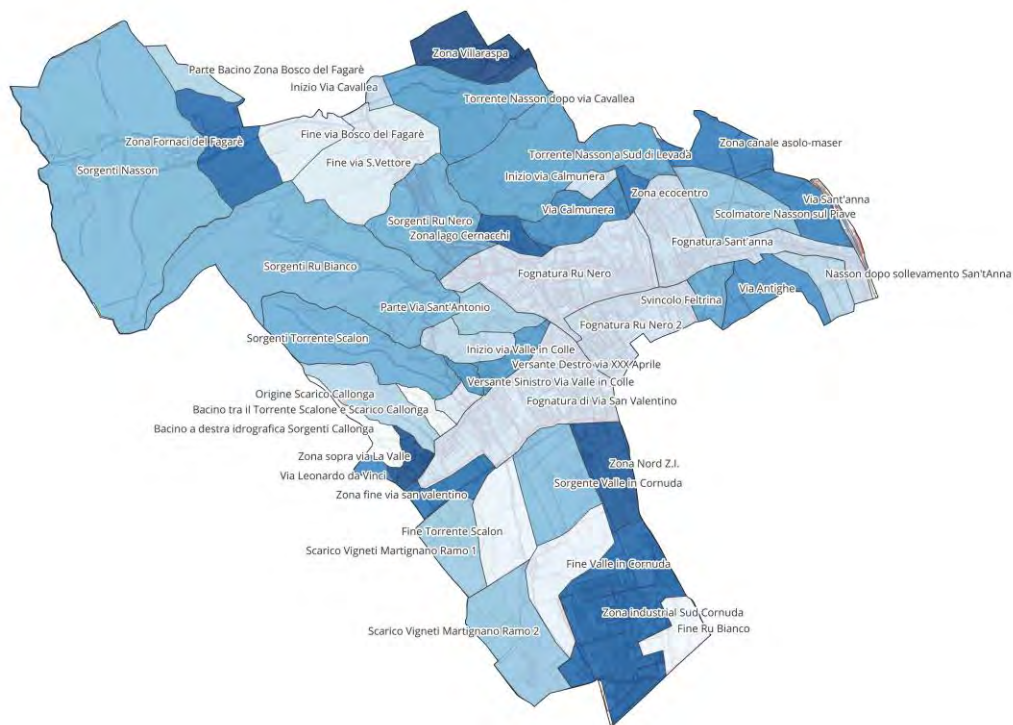 Zona Villaraspa
Parte Bacino Zona Bosco del Fagarè
Inizio Via Cavallea
Torrente Nasson dopo via Cavallea
Fine via Bosco del Fagarè
Zona Fornaci del Fagarè
Zona canale asolo-maser
Torrente Nasson a Sud di Levada
Fine via S.Vettore
Sorgenti Nasson
Inizio via Calmunera
Zona ecocentro
Via Sant'anna
Via Calmunera
Scolmatore Nasson sul Piave
Sorgenti Ru Nero
Zona lago Cernacchi
Fognatura Sant'anna
Sorgenti Ru Bianco
Fognatura Ru Nero
Nasson dopo sollevamento San'tAnna
Via Antighe
Svincolo Feltrina
Parte Via Sant'Antonio
Fognatura Ru Nero 2
Sorgenti Torrente Scalon
Inizio via Valle in Colle
Versante Destro via XXX Aprile
Versante Sinistro Via Valle in Colle
Origine Scarico Callonga
Fognatura di Via San Valentino
Bacino tra il Torrente Scalone e Scarico Callonga
Bacino a destra idrografica Sorgenti Callonga
Zona sopra via La Valle
Zona Nord Z.I.
Via Leonardo da Vinci
Sorgente Valle in Cornuda
Zona fine via san valentino
Fine Torrente Scalon
Scarico Vigneti Martignano Ramo 1
Fine Valle in Cornuda
Zona industrial Sud Cornuda
Fine Ru Bianco
Scarico Vigneti Martignano Ramo 2